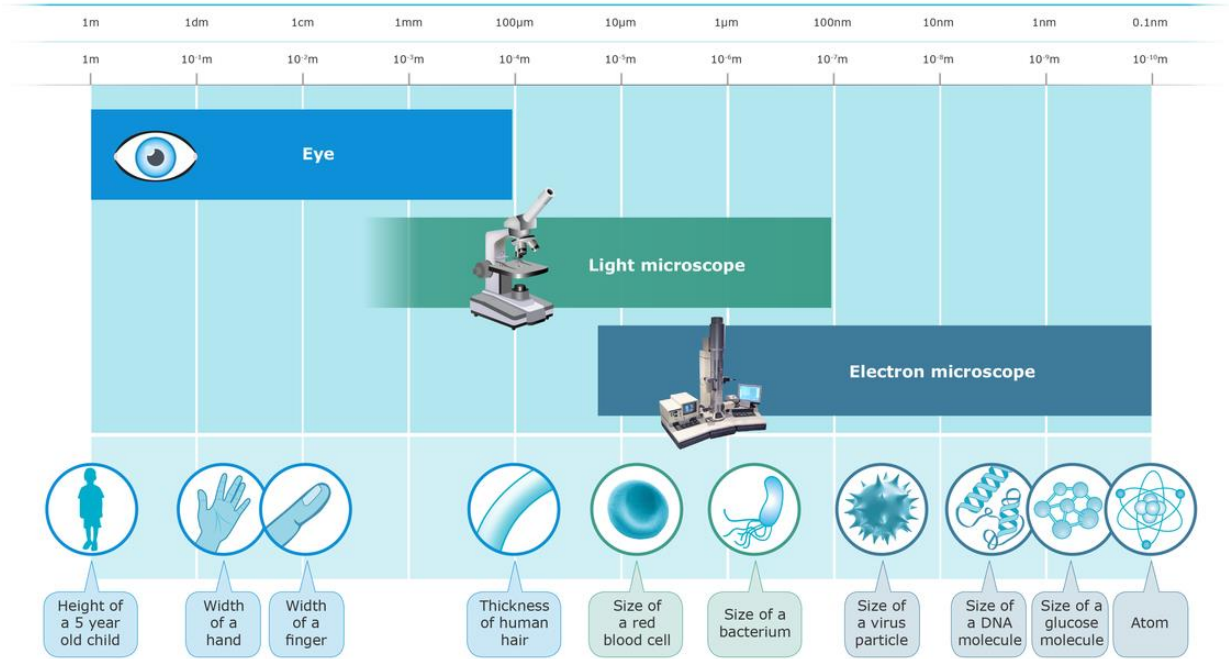 1m 1dm 1cm 1mm 100µm 10µm 1µm 100nm 10nm 1nm 0.1nm
1m 10⁻¹m 10⁻²m 10⁻³m 10⁻⁴m 10⁻⁵m 10⁻⁶m 10⁻⁷m 10⁻⁸m 10⁻⁹m 10⁻¹⁰m
Eye
Light microscope
Electron microscope
Height of
a 5 year
old child
Width
of a
hand
Width
of a
finger
Thickness
of human
hair
Size of
a red
blood cell
Size of a
bacterium
Size of
a virus
particle
Size of
a DNA
molecule
Size of a
glucose
molecule
Atom